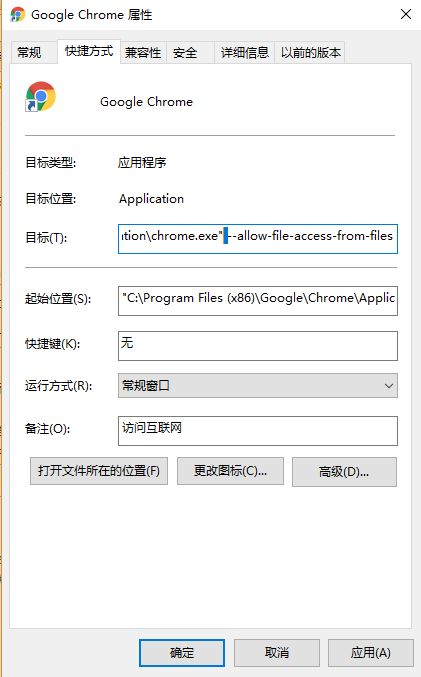 Google Chrome 属性
常规 快捷方式 兼容性 安全 详细信息 以前的版本
Google Chrome
目标类型: 应用程序
目标位置: Application
目标(T): ation\chrome.exe" --allow-file-access-from-files
起始位置(S): "C:\Program Files (x86)\Google\Chrome\Applic
快捷键(K): 无
运行方式(R): 常规窗口
备注(O): 访问互联网
打开文件所在的位置(F) 更改图标(C)... 高级(D)...
确定 取消 应用(A)